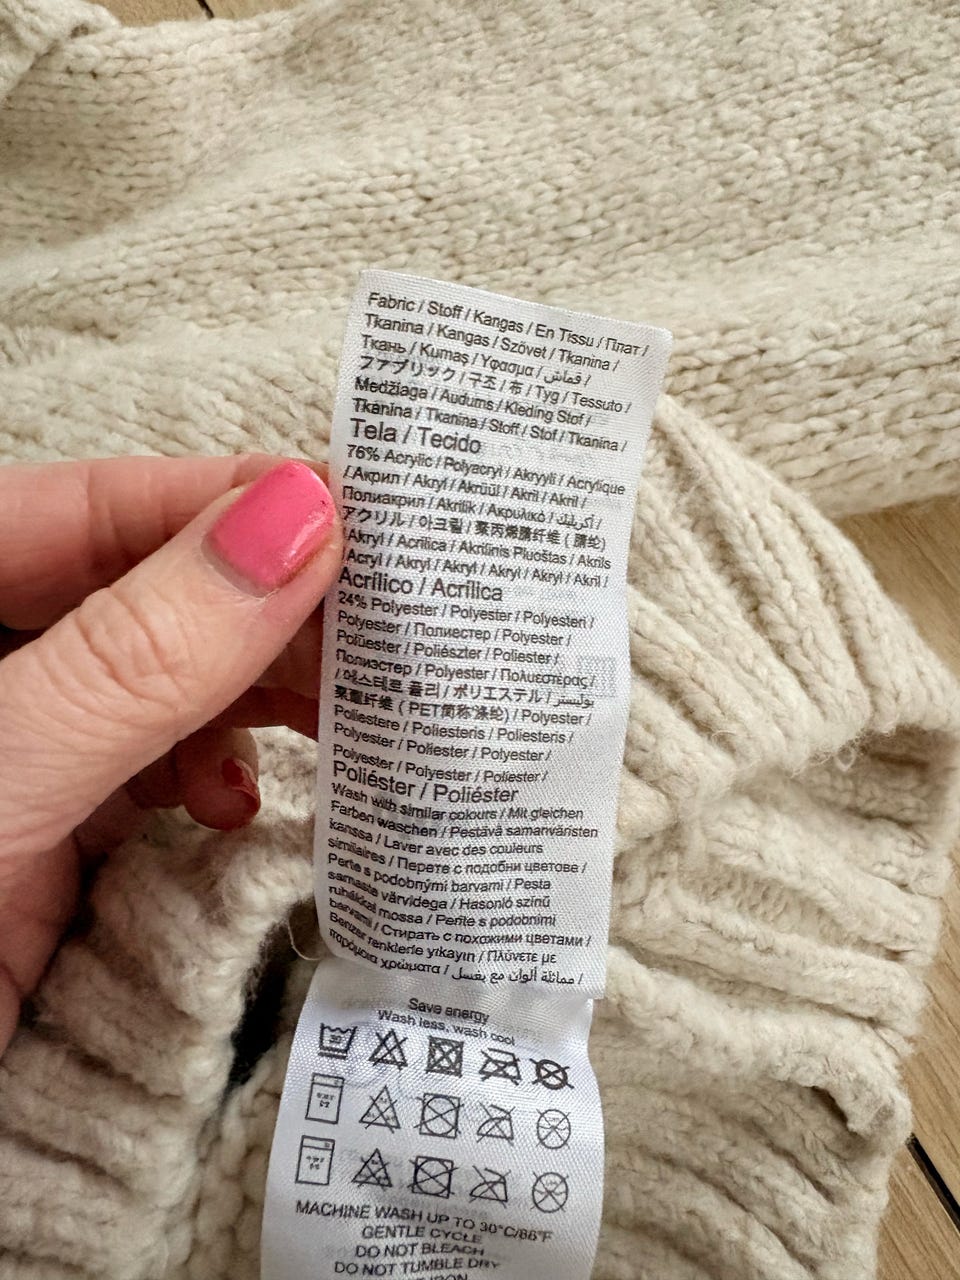 Fabric / Stoff / Kangas / En Tissu / Плат /
Tkanina / Kangas / Szövet / Tkanina /
Ткань / Kumaş / Υφασμα / قماش /
ファブリック / 구조 / 布 / Tyg / Tessuto /
Medžiaga / Audums / Kleding Stof /
Tkanina / Tkanina / Stoff / Stof / Tkanina /
Tela / Tecido
76% Acrylic / Polyacryl / Akryyli / Acrylique
/ Акрил / Akryl / Akrüül / Akril / Akril /
Полиакрил / Akrilik / Ακρυλικό / أكريليك /
アクリル / 아크릴 / 聚丙烯腈纤维 ( 腈纶)
Akryl / Acrilica / Akrilinis Pluoštas / Akrils
/ Acryl / Akryl / Akryl / Akryl / Akryl / Akril /
Acrílico / Acrílica
24% Polyester / Polyester / Polyesteri /
Polyester / Полиестер / Polyester /
Polüester / Poliészter / Poliester /
Полиэстер / Polyester / Πολυεστέρας /
/ 에스테르 폴리 / ポリエステル / بوليستر
聚酯纤维 ( PET简称涤纶) / Polyester /
Poliestere / Poliesteris / Poliesteris /
Polyester / Poliester / Polyester /
Polyester / Polyester / Poliester /
Poliéster / Poliéster
Wash with similar colours / Mit gleichen
Farben waschen / Pestävä samanväristen
kanssa / Laver avec des couleurs
similaires / Перете с подобни цветове /
Perte s podobnými barvami / Pesta
samaste värvidega / Hasonló színű
ruhákkal mossa / Perite s podobnimi
barvami / Стирать с похожими цветами /
Benzer renklerle yıkayın / Πλύνετε με
παρόμοια χρώματα / مماثلة ألوان مع يغسل /
Save energy
Wash less, wash cool
30
MACHINE WASH UP TO 30°C/86°F
GENTLE CYCLE
DO NOT BLEACH
DO NOT TUMBLE DRY
IRON